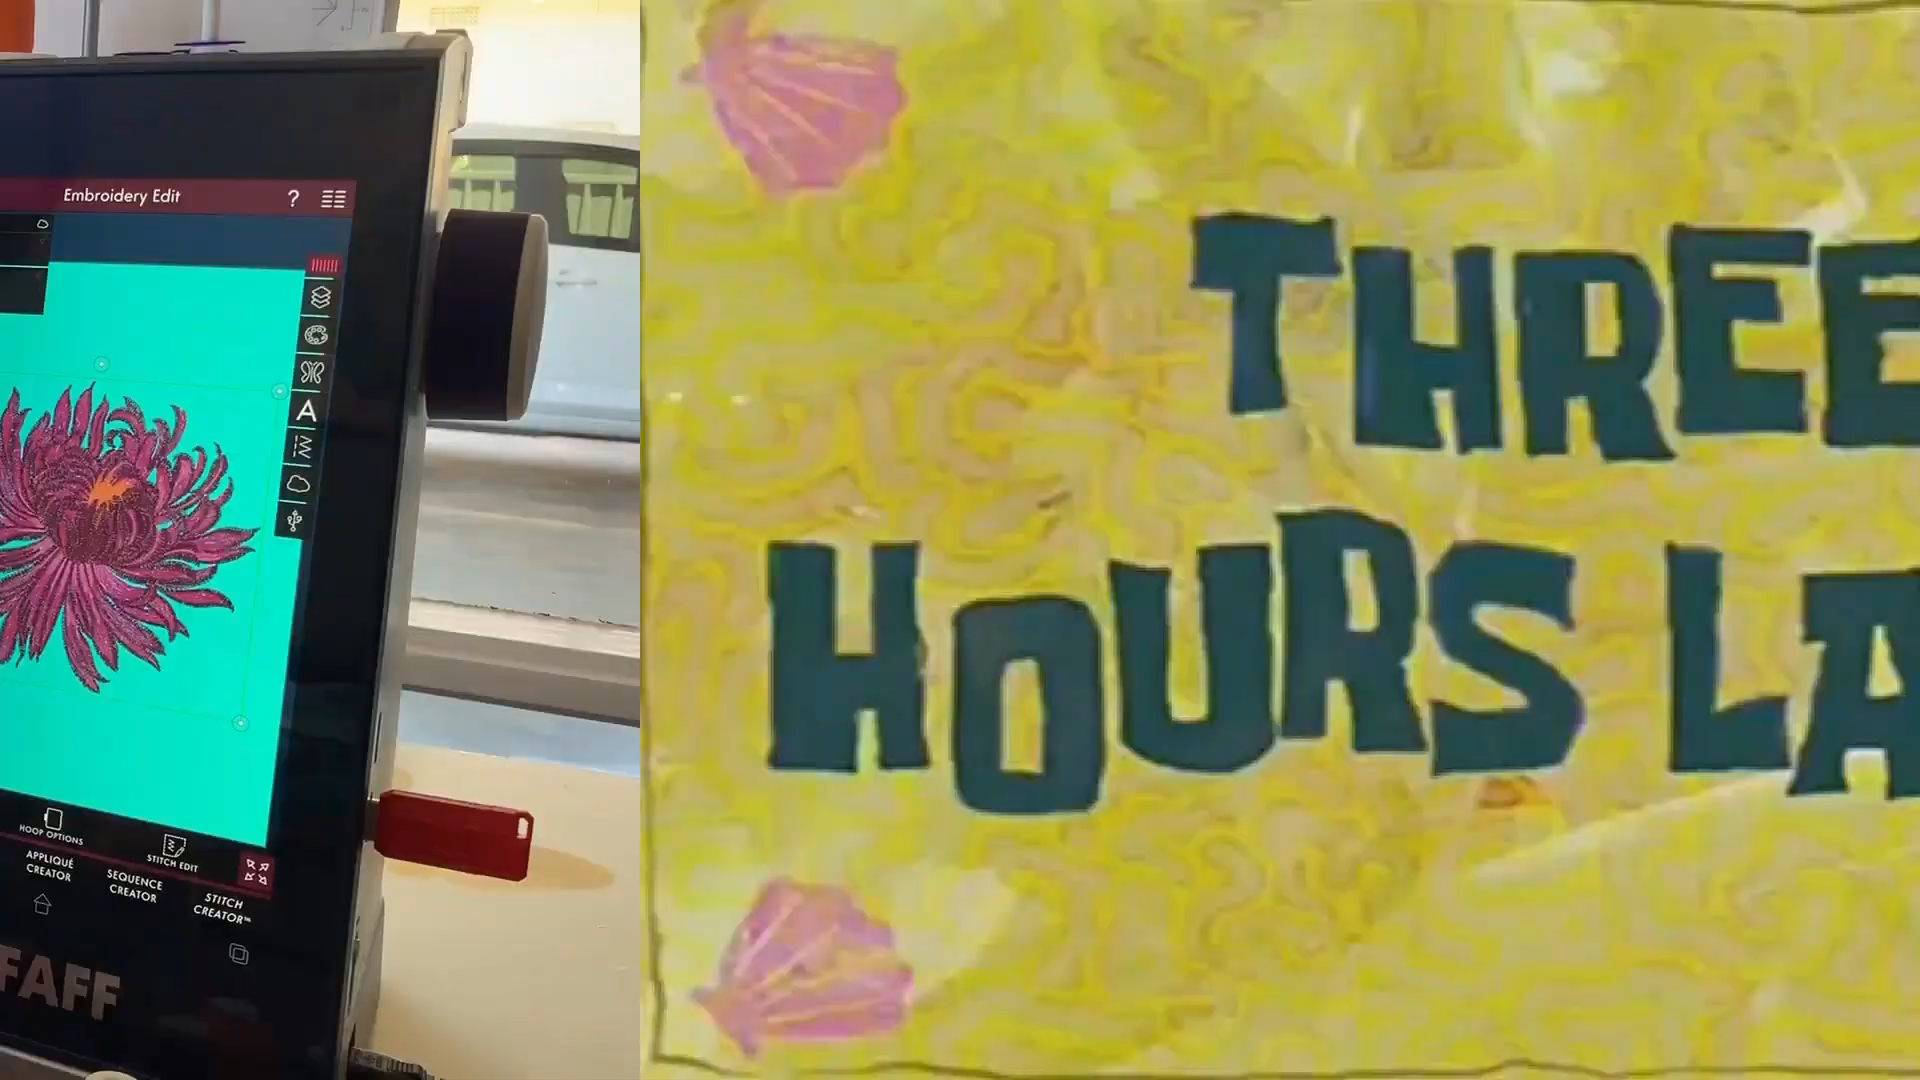 Embroidery Edit ?
A
HOOP OPTIONS
STITCH EDIT
APPLIQUÉ
CREATOR
SEQUENCE
CREATOR
STITCH
CREATOR™
FAFF
THREE
HOURS LA